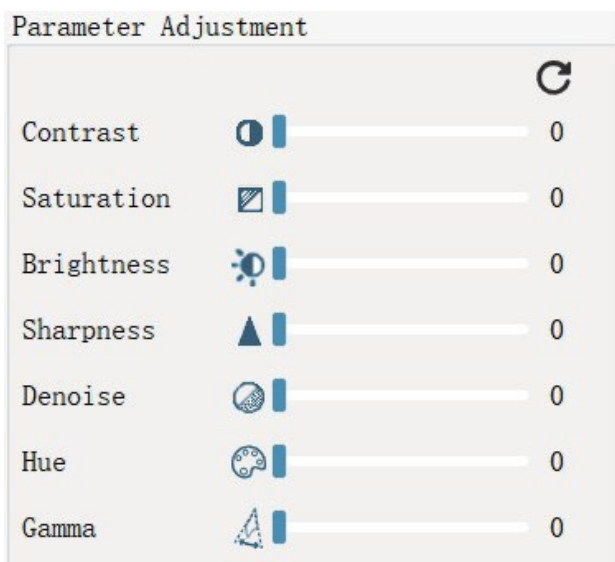 Parameter Adjustment
Contrast 0
Saturation 0
Brightness 0
Sharpness 0
Denoise 0
Hue 0
Gamma 0